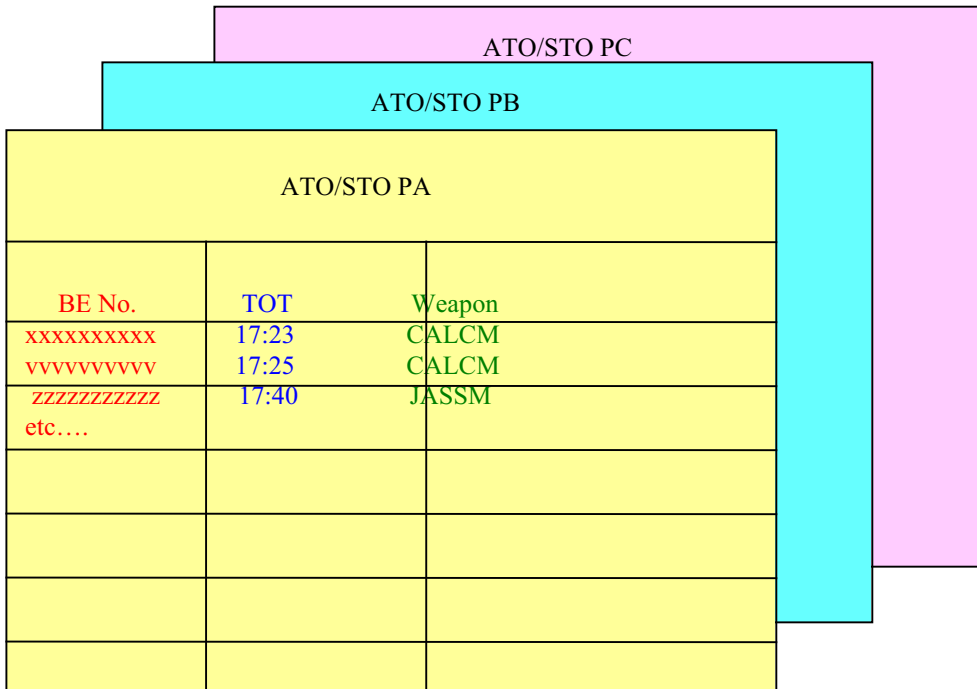 ATO/STO PC
ATO/STO PB
ATO/STO PA
BE No. TOT Weapon
xxxxxxxxxx 17:23 CALCM
vvvvvvvvvv 17:25 CALCM
zzzzzzzzzzz 17:40 JASSM
etc….